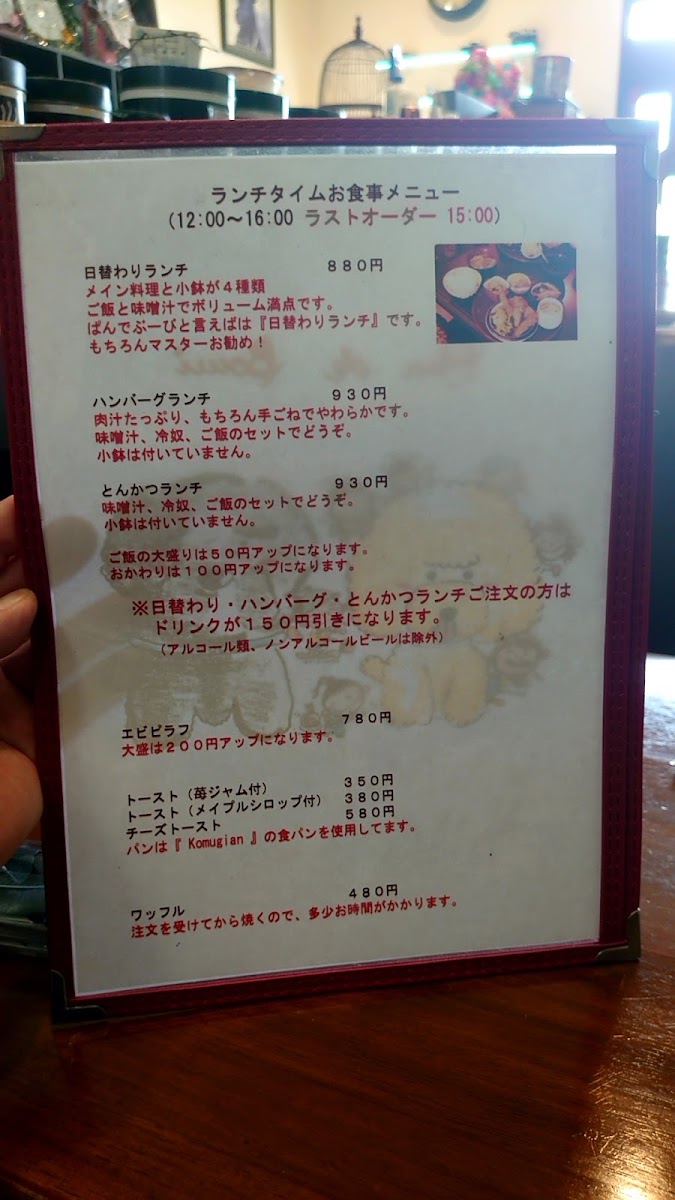 ランチタイムお食事メニュー
(12:00～16:00 ラストオーダー 15:00)
日替わりランチ ８８０円
メイン料理と小鉢が４種類
ご飯と味噌汁でボリューム満点です。
ぱんでぶーびと言えばは『日替わりランチ』です。
もちろんマスターお勧め！
ハンバーグランチ ９３０円
肉汁たっぷり、もちろん手ごねでやわらかです。
味噌汁、冷奴、ご飯のセットでどうぞ。
小鉢は付いていません。
とんかつランチ ９３０円
味噌汁、冷奴、ご飯のセットでどうぞ。
小鉢は付いていません。
ご飯の大盛りは５０円アップになります。
おかわりは１００円アップになります。
※日替わり・ハンバーグ・とんかつランチご注文の方は
ドリンクが１５０円引きになります。
（アルコール類、ノンアルコールビールは除外）
エビピラフ ７８０円
大盛は２００円アップになります。
トースト（苺ジャム付） ３５０円
トースト（メイプルシロップ付） ３８０円
チーズトースト ５８０円
パンは『 Komugian 』の食パンを使用してます。
ワッフル ４８０円
注文を受けてから焼くので、多少お時間がかかります。